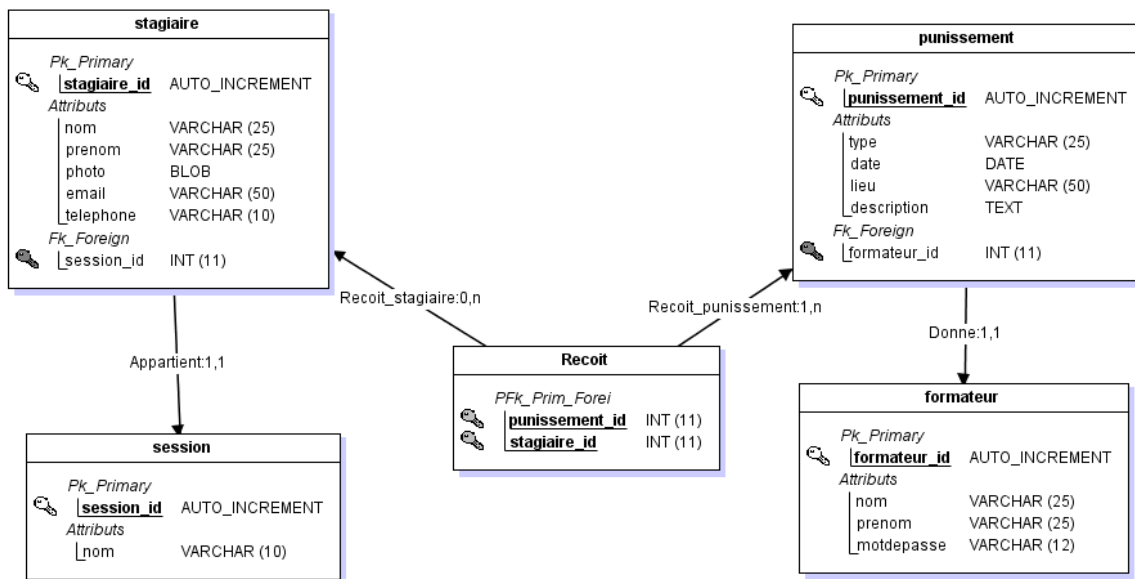 stagiaire
Pk_Primary
stagiaire_id AUTO_INCREMENT
Attributs
nom VARCHAR (25)
prenom VARCHAR (25)
photo BLOB
email VARCHAR (50)
telephone VARCHAR (10)
Fk_Foreign
session_id INT (11)
punissement
Pk_Primary
punissement_id AUTO_INCREMENT
Attributs
type VARCHAR (25)
date DATE
lieu VARCHAR (50)
description TEXT
Fk_Foreign
formateur_id INT (11)
Recoit_stagiaire:0,n
Recoit_punissement:1,n
Appartient:1,1
Donne:1,1
Recoit
PFk_Prim_Forei
punissement_id INT (11)
stagiaire_id INT (11)
session
Pk_Primary
session_id AUTO_INCREMENT
Attributs
nom VARCHAR (10)
formateur
Pk_Primary
formateur_id AUTO_INCREMENT
Attributs
nom VARCHAR (25)
prenom VARCHAR (25)
motdepasse VARCHAR (12)